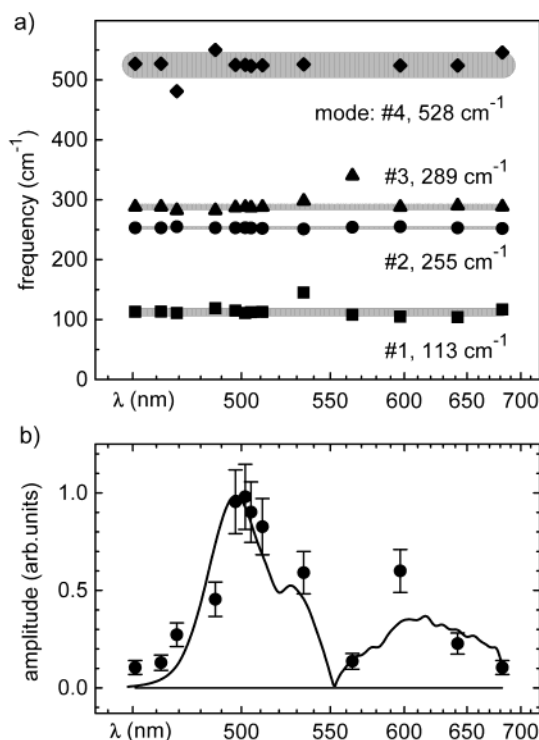 a)
500
400
300
200
100
0
frequency (cm⁻¹)
mode: #4, 528 cm⁻¹
#3, 289 cm⁻¹
#2, 255 cm⁻¹
#1, 113 cm⁻¹
λ (nm) 500 550 600 650 700
b)
1.0
0.5
0.0
amplitude (arb.units)
λ (nm) 500 550 600 650 700